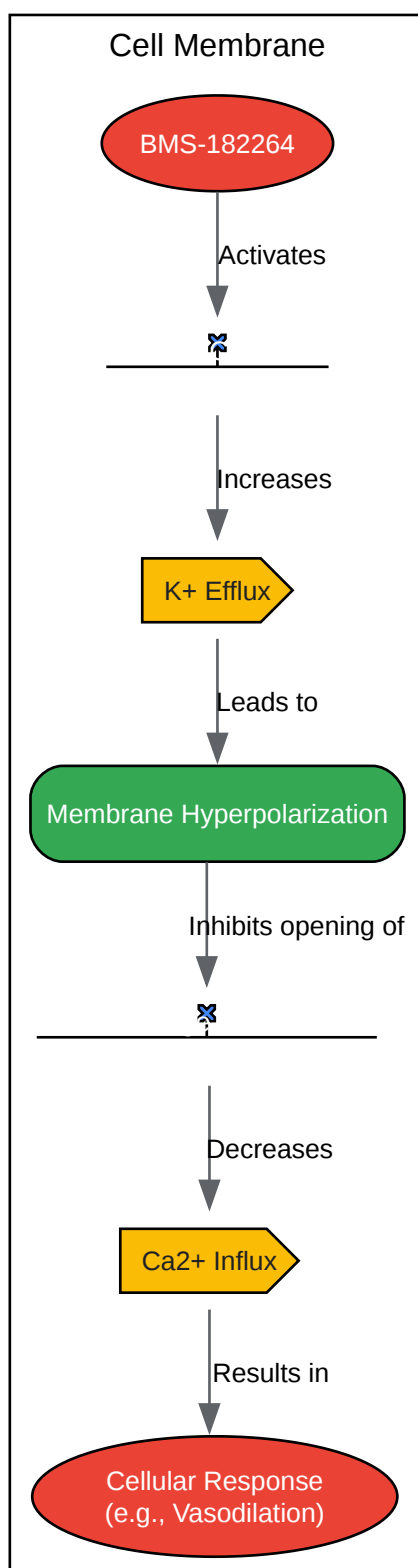 Cell Membrane
BMS-182264
Activates
Increases
K+ Efflux
Leads to
Membrane Hyperpolarization
Inhibits opening of
Decreases
Ca2+ Influx
Results in
Cellular Response
(e.g., Vasodilation)